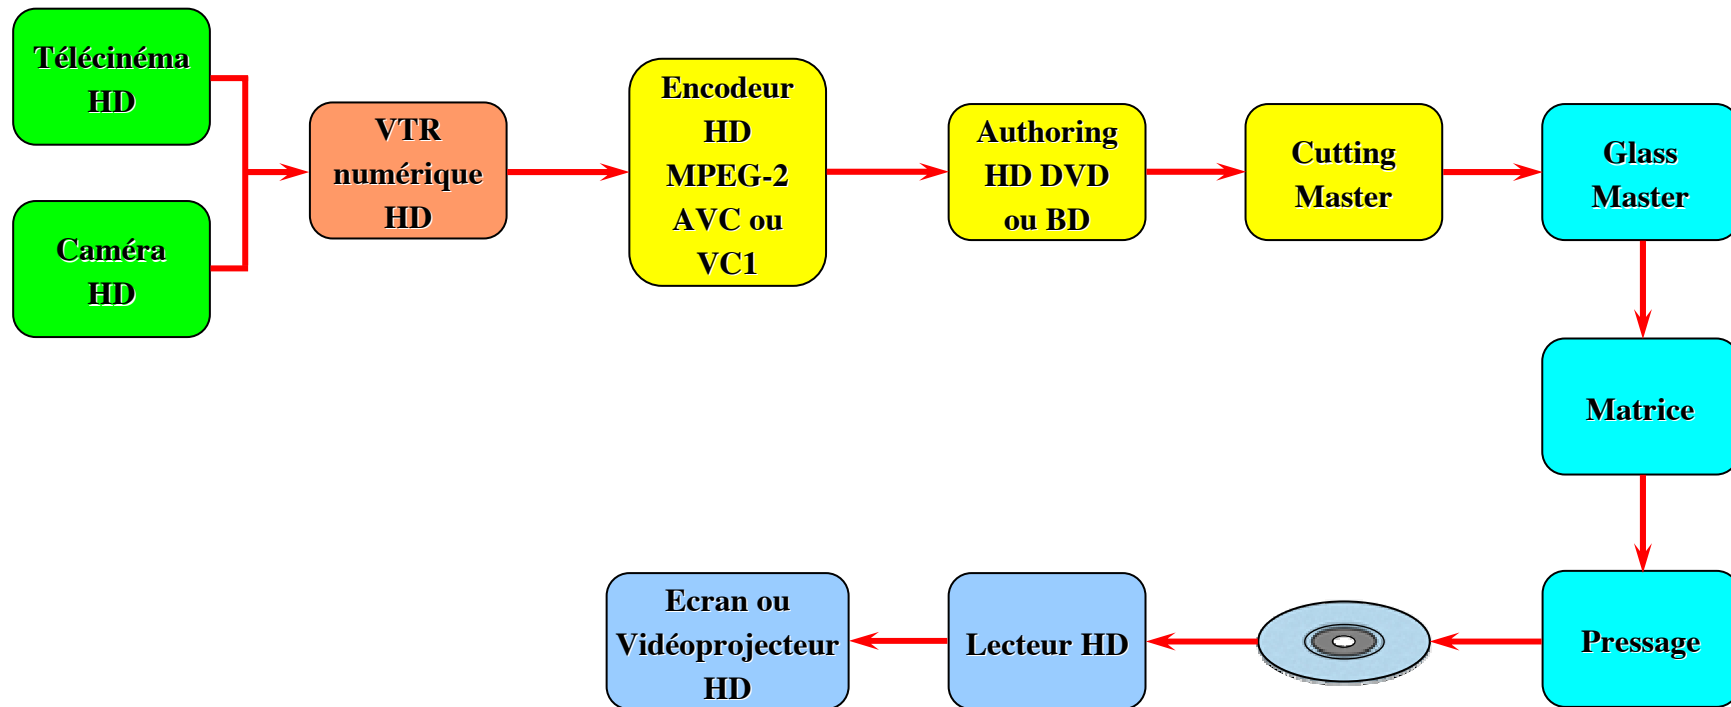 Télécinéma
HD
Caméra
HD
VTR
numérique
HD
Encodeur
HD
MPEG-2
AVC ou
VC1
Authoring
HD DVD
ou BD
Cutting
Master
Glass
Master
Matrice
Pressage
Lecteur HD
Ecran ou
Vidéoprojecteur
HD